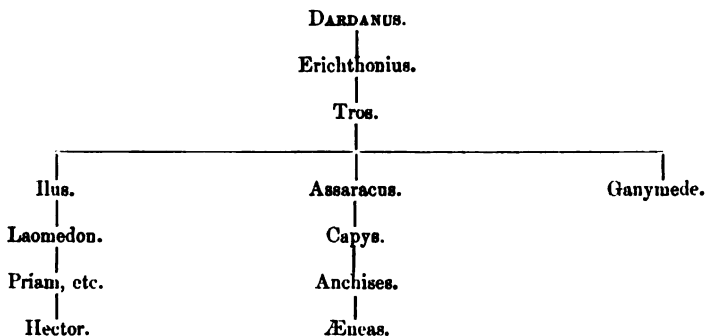 DARDANUS.
Erichthonius.
Tros.
Ilus. Assaracus. Ganymede.
Laomedon. Capys.
Priam, etc. Anchises.
Hector. Æneas.